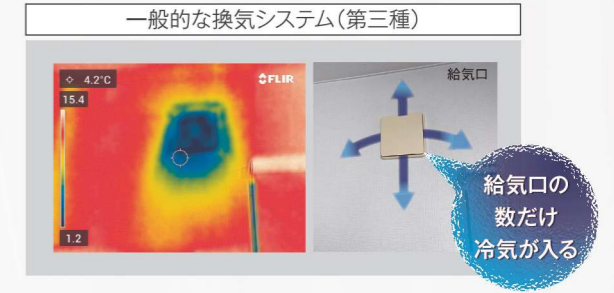 一般的な換気システム(第三種)
4.2°C
FLIR
15.4
1.2
給気口
給気口の
数だけ
冷気が入る